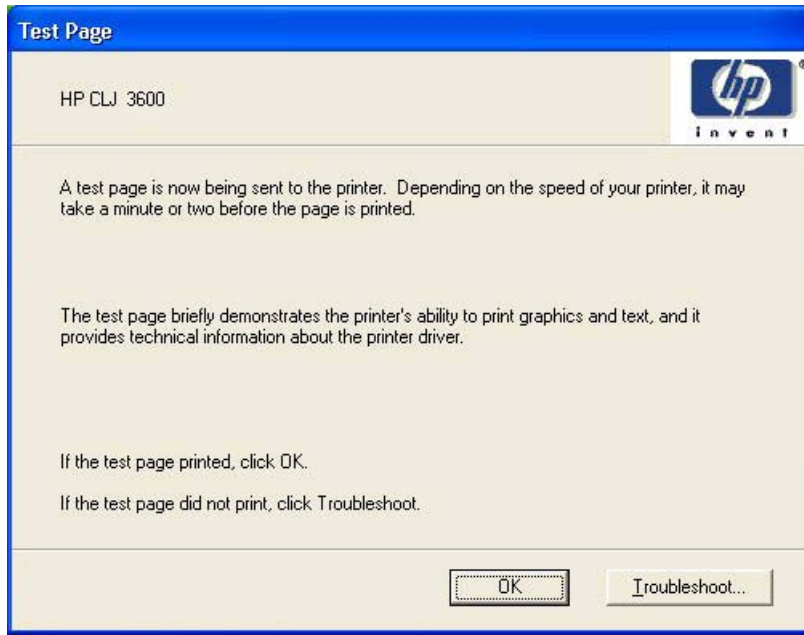 Test Page
HP CLJ 3600
hp
invent
A test page is now being sent to the printer. Depending on the speed of your printer, it may
take a minute or two before the page is printed.
The test page briefly demonstrates the printer's ability to print graphics and text, and it
provides technical information about the printer driver.
If the test page printed, click OK.
If the test page did not print, click Troubleshoot.
OK
Troubleshoot...